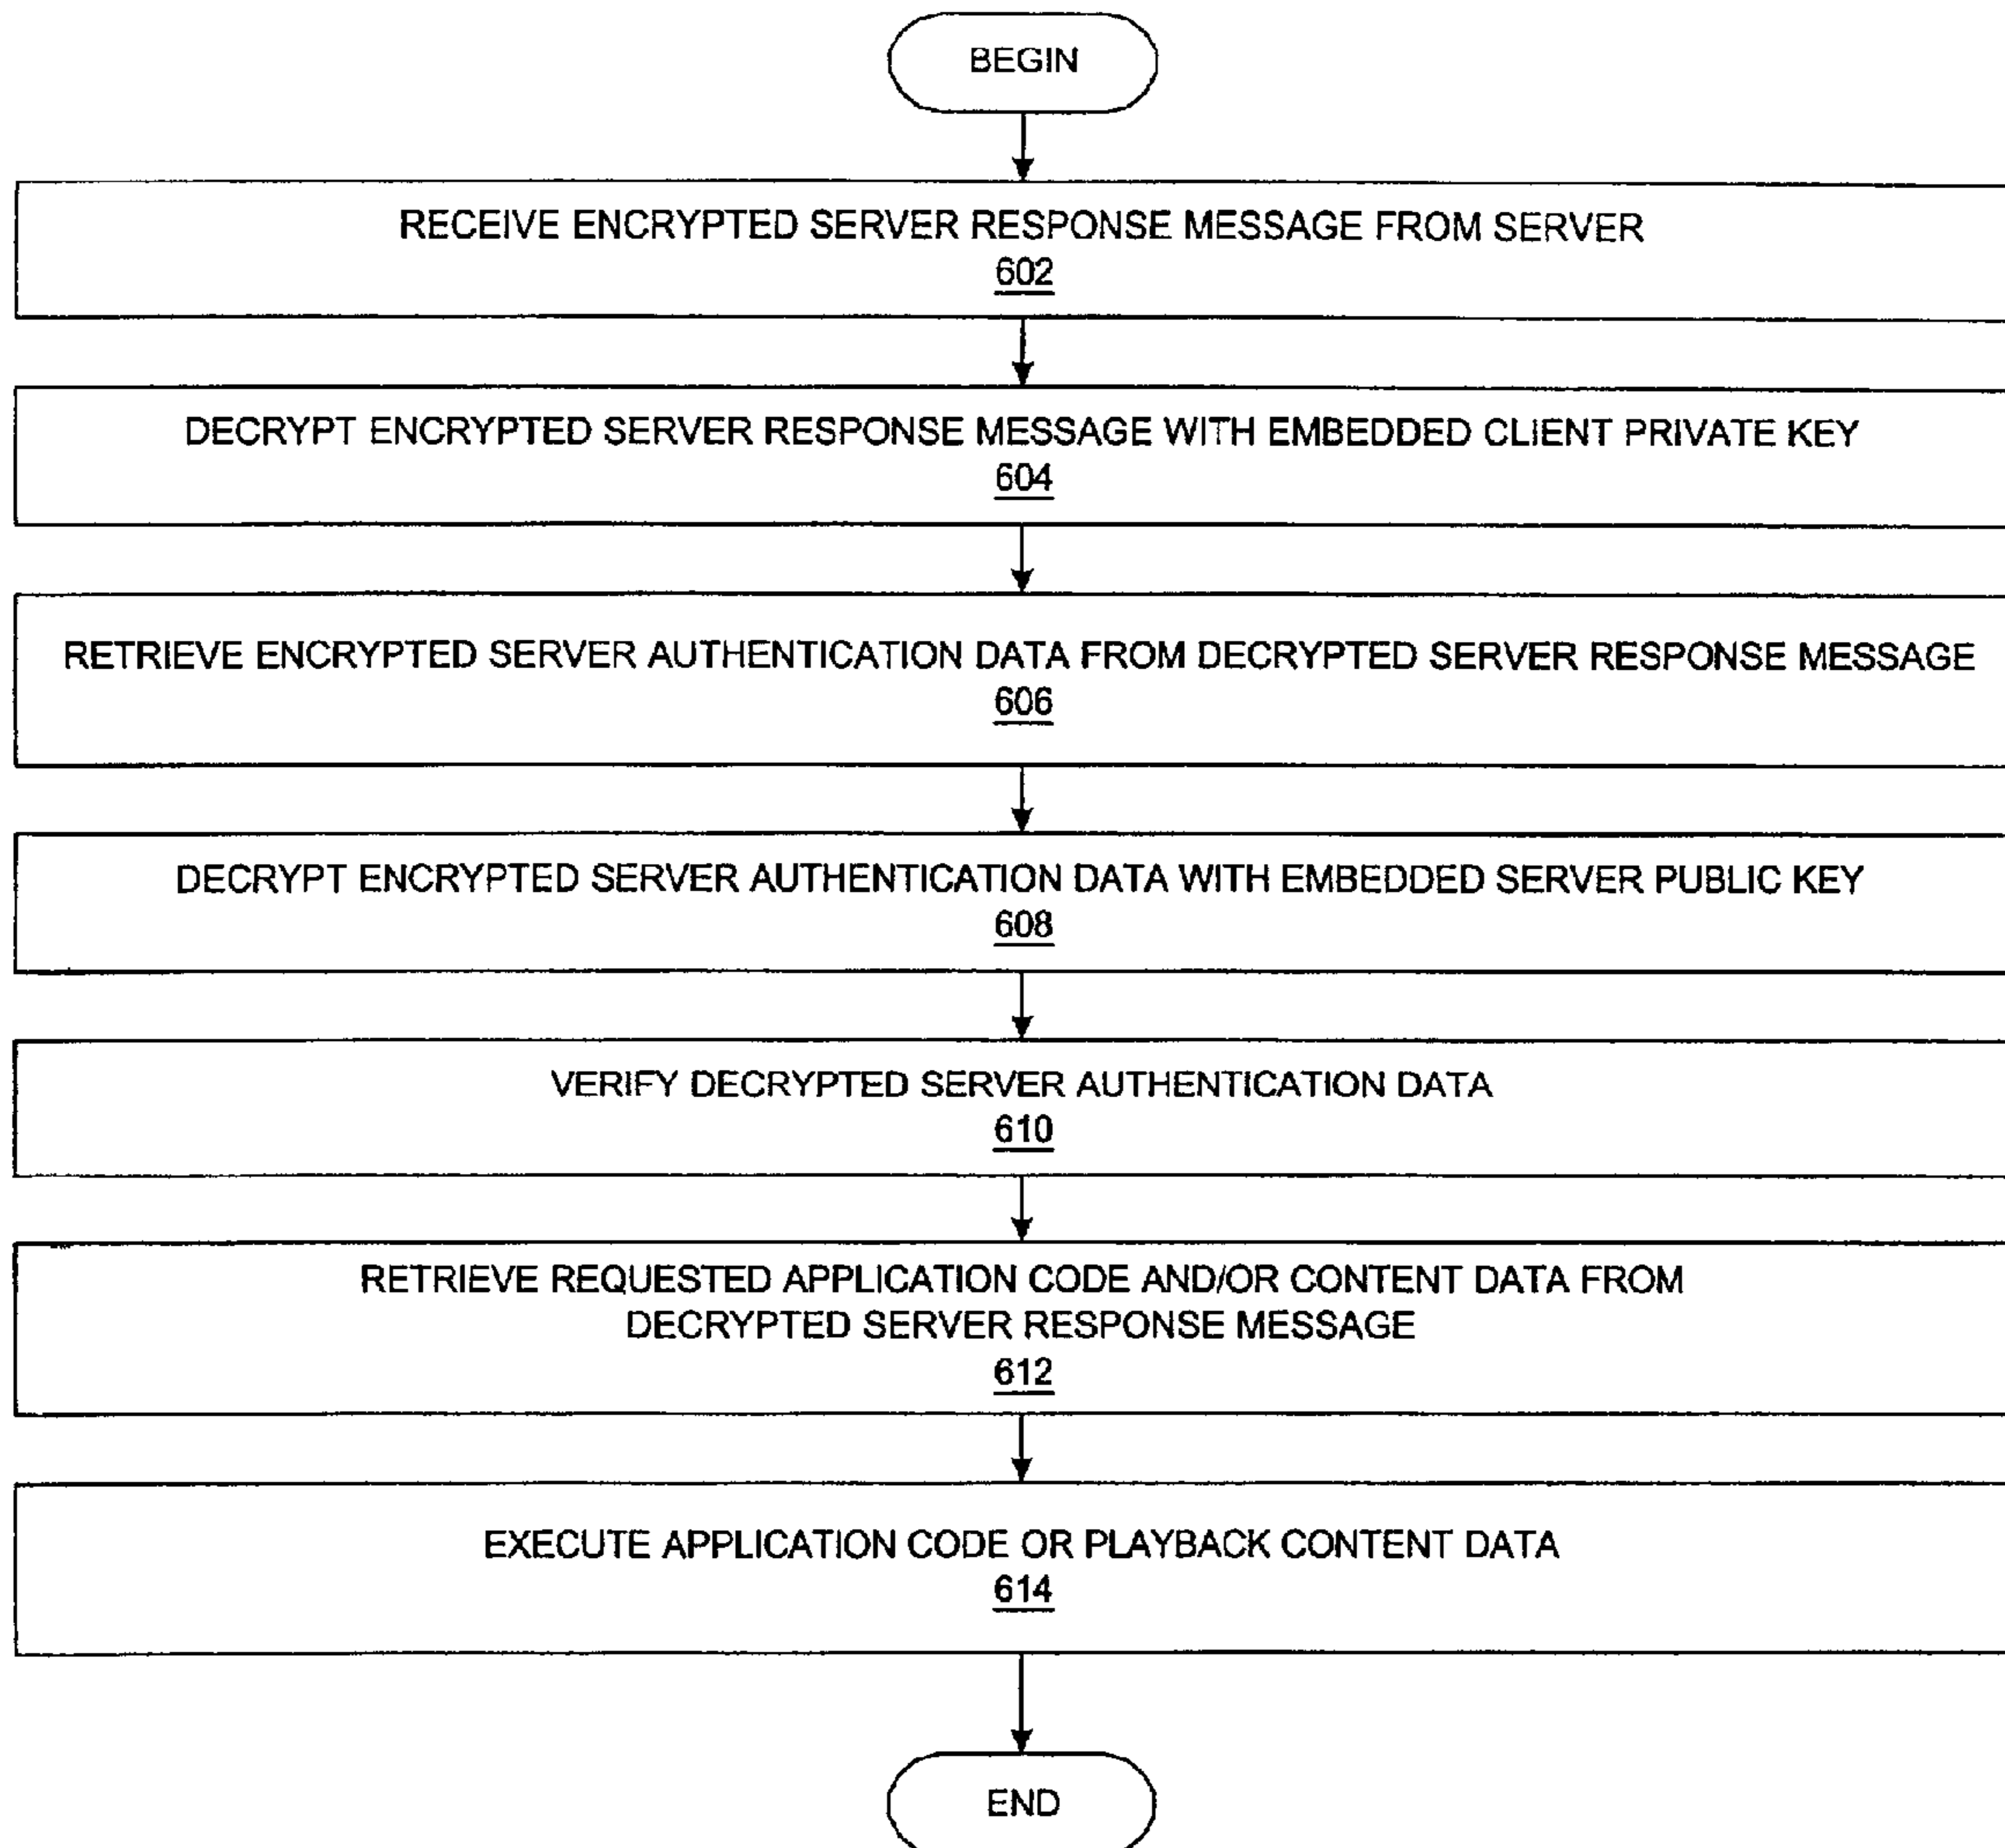 BEGIN
RECEIVE ENCRYPTED SERVER RESPONSE MESSAGE FROM SERVER
602
DECRYPT ENCRYPTED SERVER RESPONSE MESSAGE WITH EMBEDDED CLIENT PRIVATE KEY
604
RETRIEVE ENCRYPTED SERVER AUTHENTICATION DATA FROM DECRYPTED SERVER RESPONSE MESSAGE
606
DECRYPT ENCRYPTED SERVER AUTHENTICATION DATA WITH EMBEDDED SERVER PUBLIC KEY
608
VERIFY DECRYPTED SERVER AUTHENTICATION DATA
610
RETRIEVE REQUESTED APPLICATION CODE AND/OR CONTENT DATA FROM
DECRYPTED SERVER RESPONSE MESSAGE
612
EXECUTE APPLICATION CODE OR PLAYBACK CONTENT DATA
614
END